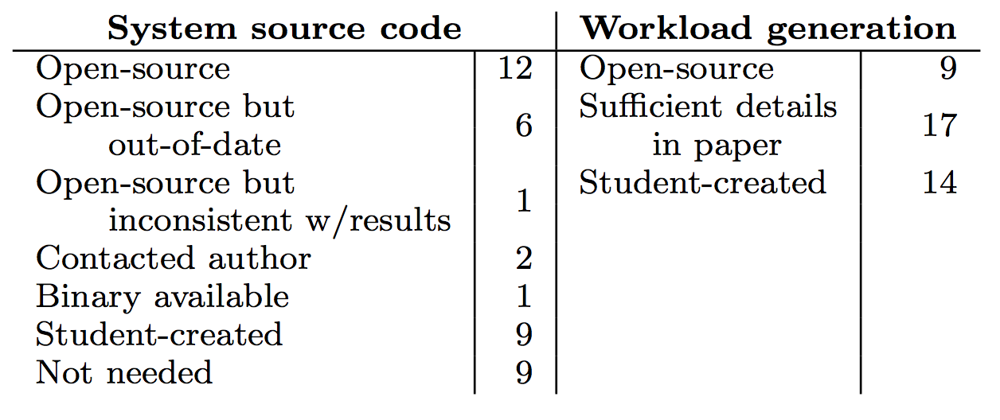 System source code Workload generation
Open-source 12 Open-source 9
Open-source but Sufficient details
6 17
out-of-date in paper
Open-source but Student-created 14
1
inconsistent w/results
Contacted author 2
Binary available 1
Student-created 9
Not needed 9